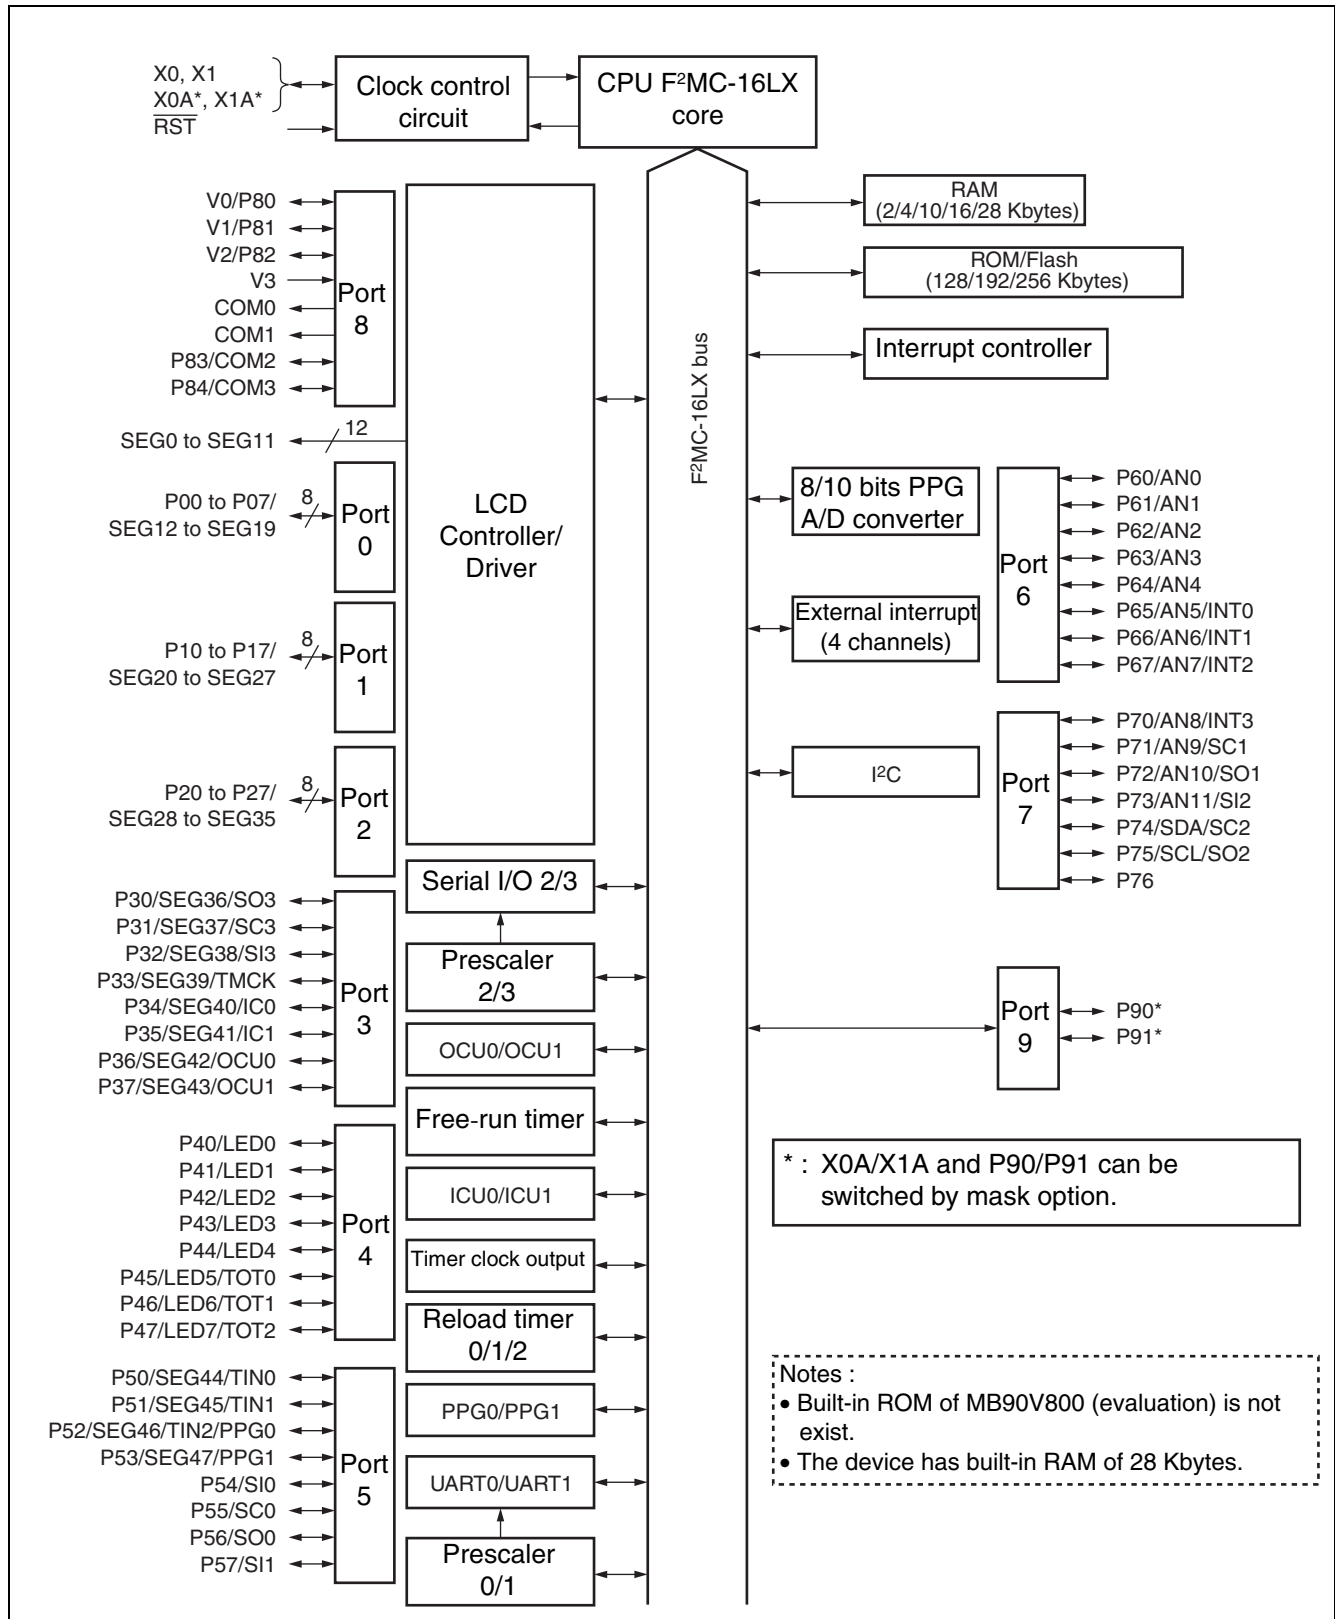 X0, X1
X0A*, X1A*
RST
Clock control
circuit
CPU F²MC-16LX
core
V0/P80
V1/P81
V2/P82
V3
COM0
COM1
P83/COM2
P84/COM3
Port
8
SEG0 to SEG11
12
P00 to P07/
SEG12 to SEG19
8
Port
0
P10 to P17/
SEG20 to SEG27
8
Port
1
P20 to P27/
SEG28 to SEG35
8
Port
2
LCD
Controller/
Driver
P30/SEG36/SO3
P31/SEG37/SC3
P32/SEG38/SI3
P33/SEG39/TMCK
P34/SEG40/IC0
P35/SEG41/IC1
P36/SEG42/OCU0
P37/SEG43/OCU1
Port
3
P40/LED0
P41/LED1
P42/LED2
P43/LED3
P44/LED4
P45/LED5/TOT0
P46/LED6/TOT1
P47/LED7/TOT2
Port
4
P50/SEG44/TIN0
P51/SEG45/TIN1
P52/SEG46/TIN2/PPG0
P53/SEG47/PPG1
P54/SI0
P55/SC0
P56/SO0
P57/SI1
Port
5
Serial I/O 2/3
Prescaler
2/3
OCU0/OCU1
Free-run timer
ICU0/ICU1
Timer clock output
Reload timer
0/1/2
PPG0/PPG1
UART0/UART1
Prescaler
0/1
F²MC-16LX bus
RAM
(2/4/10/16/28 Kbytes)
ROM/Flash
(128/192/256 Kbytes)
Interrupt controller
8/10 bits PPG
A/D converter
External interrupt
(4 channels)
I²C
Port
6
P60/AN0
P61/AN1
P62/AN2
P63/AN3
P64/AN4
P65/AN5/INT0
P66/AN6/INT1
P67/AN7/INT2
Port
7
P70/AN8/INT3
P71/AN9/SC1
P72/AN10/SO1
P73/AN11/SI2
P74/SDA/SC2
P75/SCL/SO2
P76
Port
9
P90*
P91*
* : X0A/X1A and P90/P91 can be
switched by mask option.
Notes :
• Built-in ROM of MB90V800 (evaluation) is not
exist.
• The device has built-in RAM of 28 Kbytes.